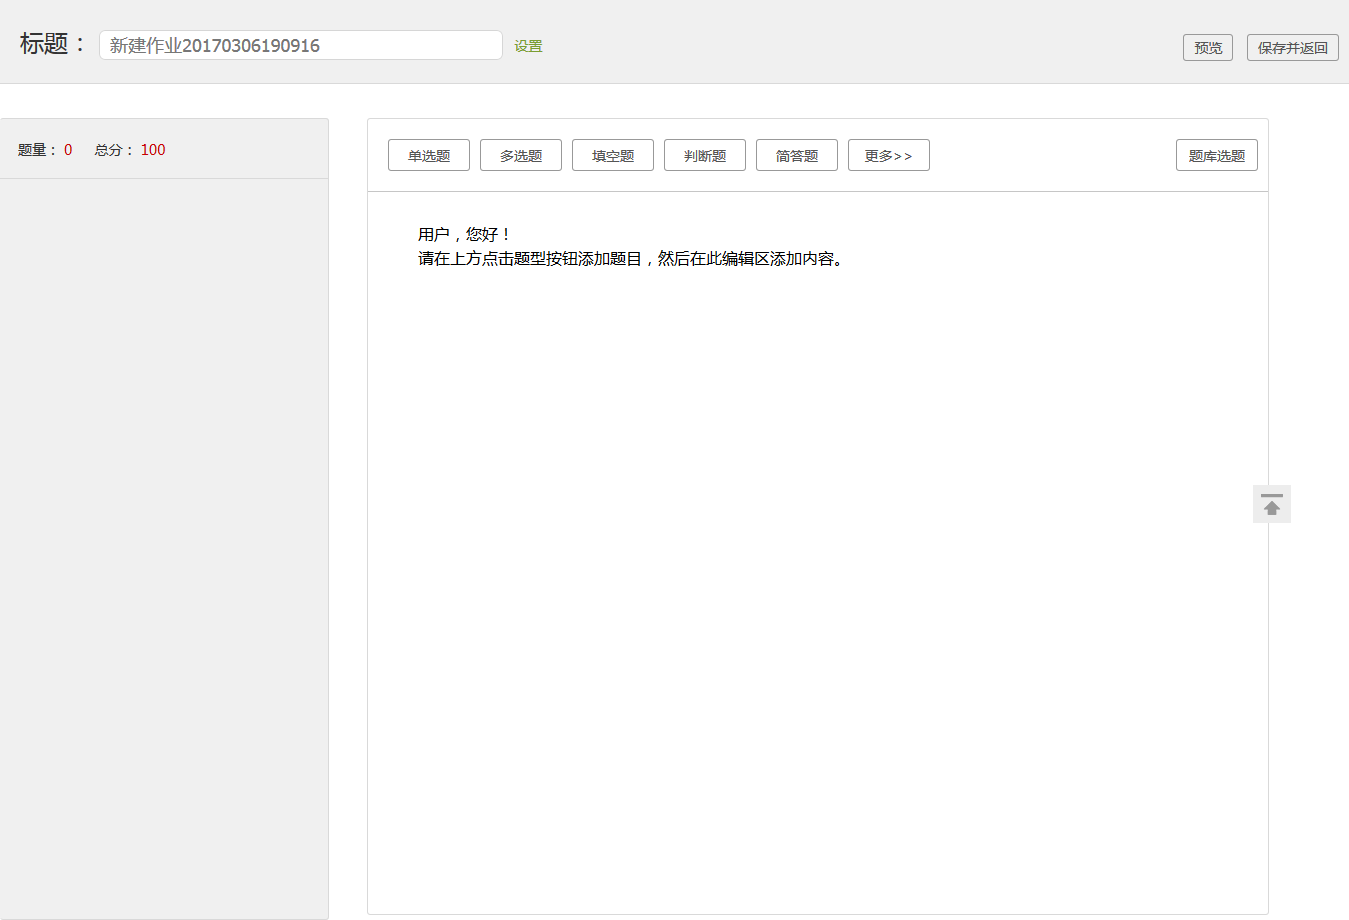 标题： 新建作业20170306190916 设置 预览 保存并返回
题量： 0 总分： 100
单选题 多选题 填空题 判断题 简答题 更多>> 题库选题
用户，您好！
请在上方点击题型按钮添加题目，然后在此编辑区添加内容。